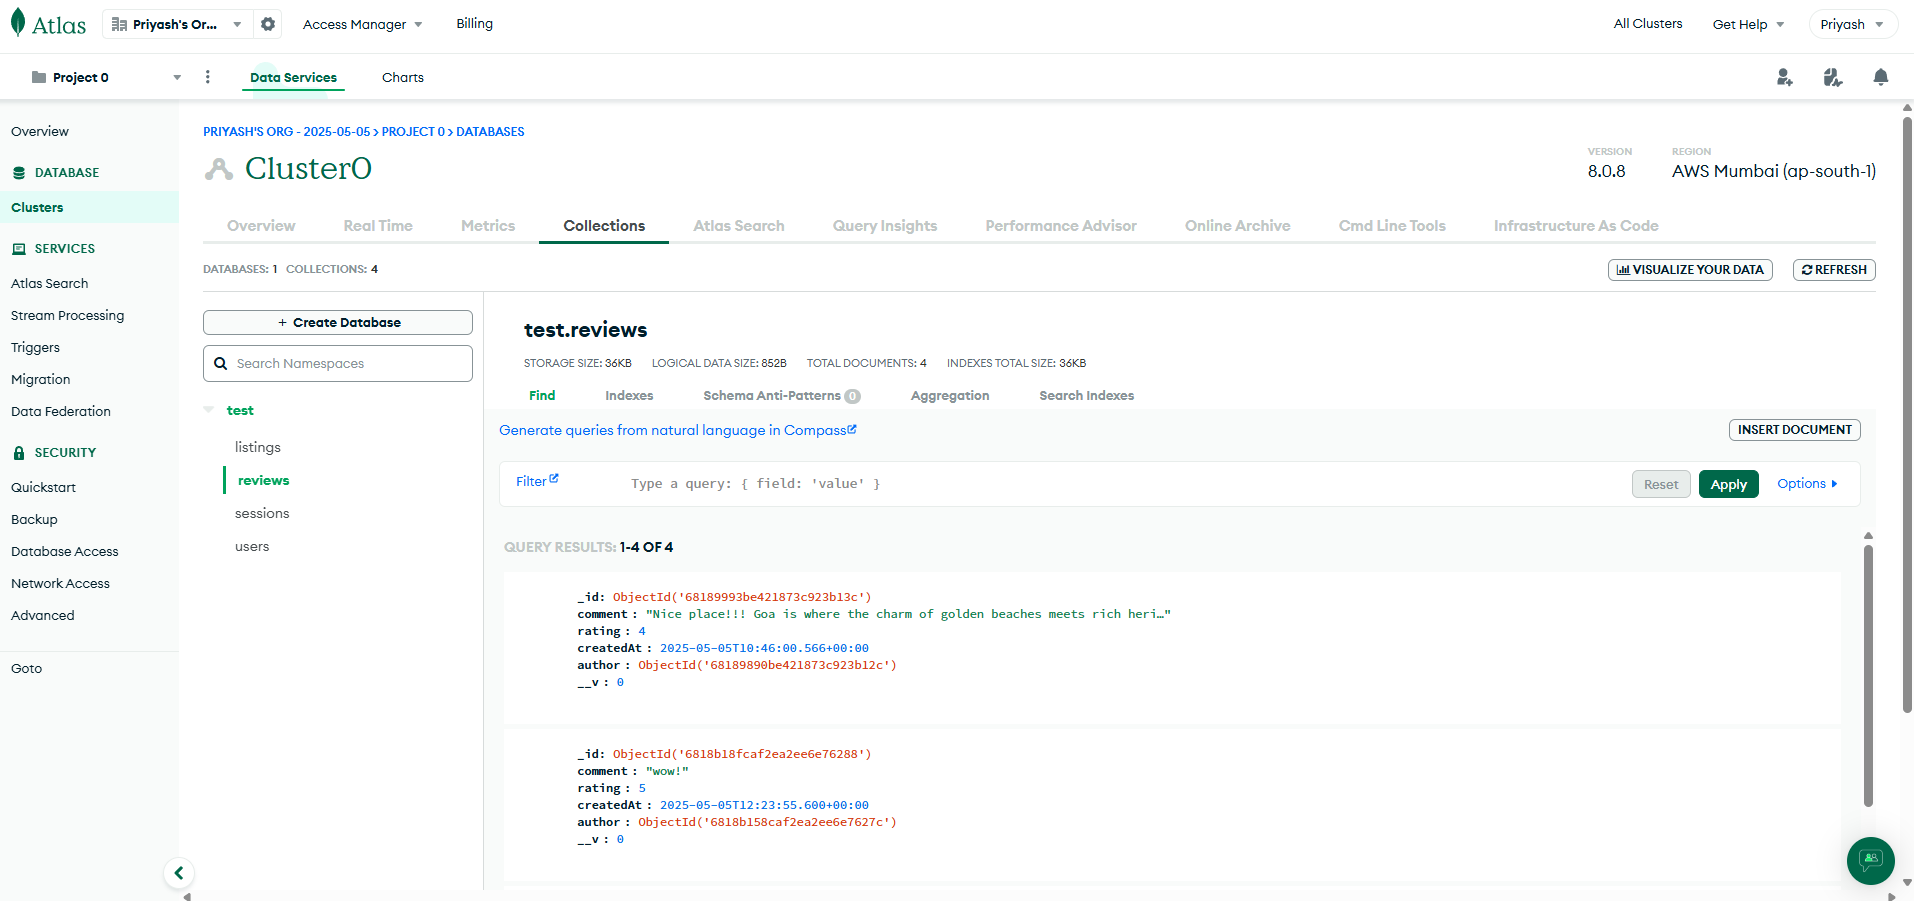 Atlas
Priyash's Or...
Access Manager
Billing
All Clusters
Get Help
Priyash
Project 0
Data Services
Charts
Overview
DATABASE
Clusters
SERVICES
Atlas Search
Stream Processing
Triggers
Migration
Data Federation
SECURITY
Quickstart
Backup
Database Access
Network Access
Advanced
Goto
PRIYASH'S ORG - 2025-05-05 > PROJECT 0 > DATABASES
Cluster0
VERSION
8.0.8
REGION
AWS Mumbai (ap-south-1)
Overview
Real Time
Metrics
Collections
Atlas Search
Query Insights
Performance Advisor
Online Archive
Cmd Line Tools
Infrastructure As Code
DATABASES: 1 COLLECTIONS: 4
VISUALIZE YOUR DATA
REFRESH
+ Create Database
Search Namespaces
test
listings
reviews
sessions
users
test.reviews
STORAGE SIZE: 36KB LOGICAL DATA SIZE: 852B TOTAL DOCUMENTS: 4 INDEXES TOTAL SIZE: 36KB
Find
Indexes
Schema Anti-Patterns 0
Aggregation
Search Indexes
Generate queries from natural language in Compass
INSERT DOCUMENT
Filter
Type a query: { field: 'value' }
Reset
Apply
Options
QUERY RESULTS: 1-4 OF 4
_id: ObjectId('68189993be421873c923b13c')
comment : "Nice place!!! Goa is where the charm of golden beaches meets rich heri…"
rating : 4
createdAt : 2025-05-05T10:46:00.566+00:00
author : ObjectId('68189890be421873c923b12c')
__v : 0
_id: ObjectId('6818b18fcaf2ea2ee6e76288')
comment : "wow!"
rating : 5
createdAt : 2025-05-05T12:23:55.600+00:00
author : ObjectId('6818b158caf2ea2ee6e7627c')
__v : 0